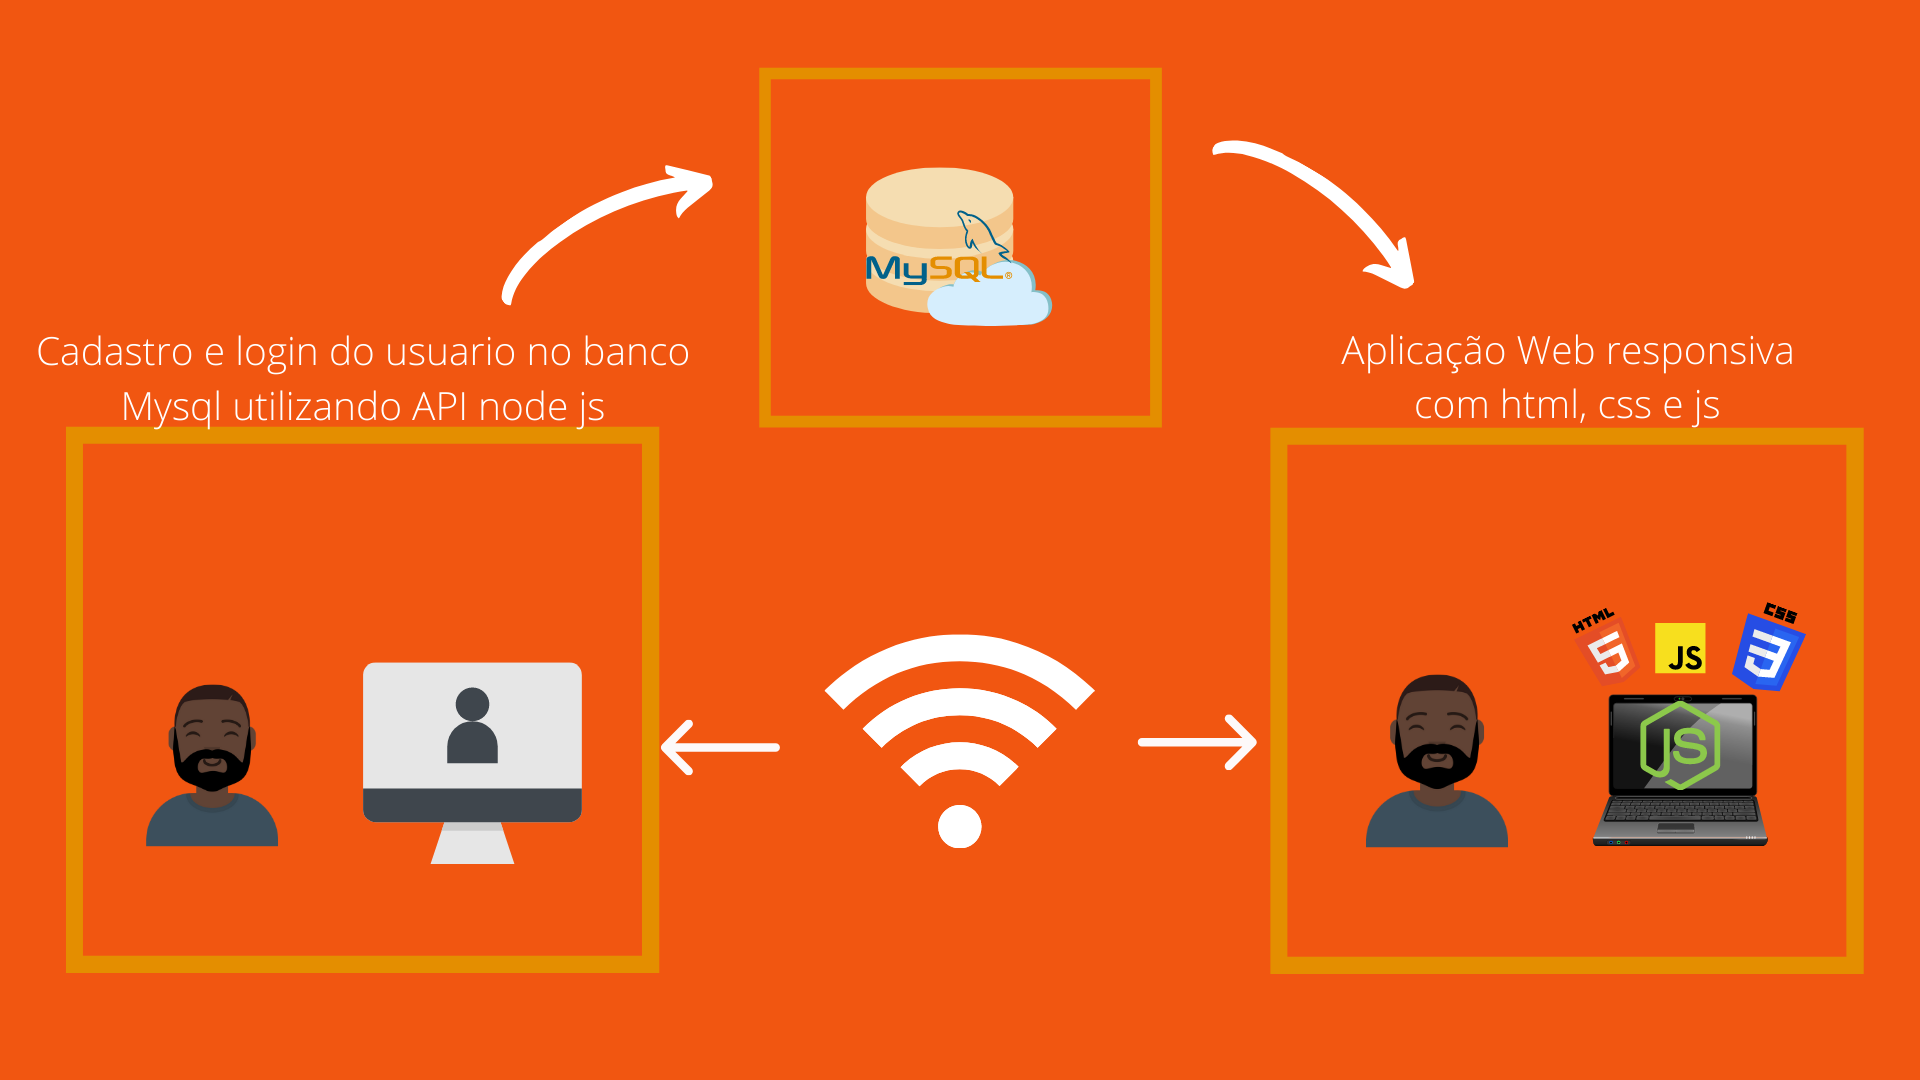 MySQL®
Cadastro e login do usuario no banco
Mysql utilizando API node js
Aplicação Web responsiva
com html, css e js
HTML
5
JS
CSS
3
JS